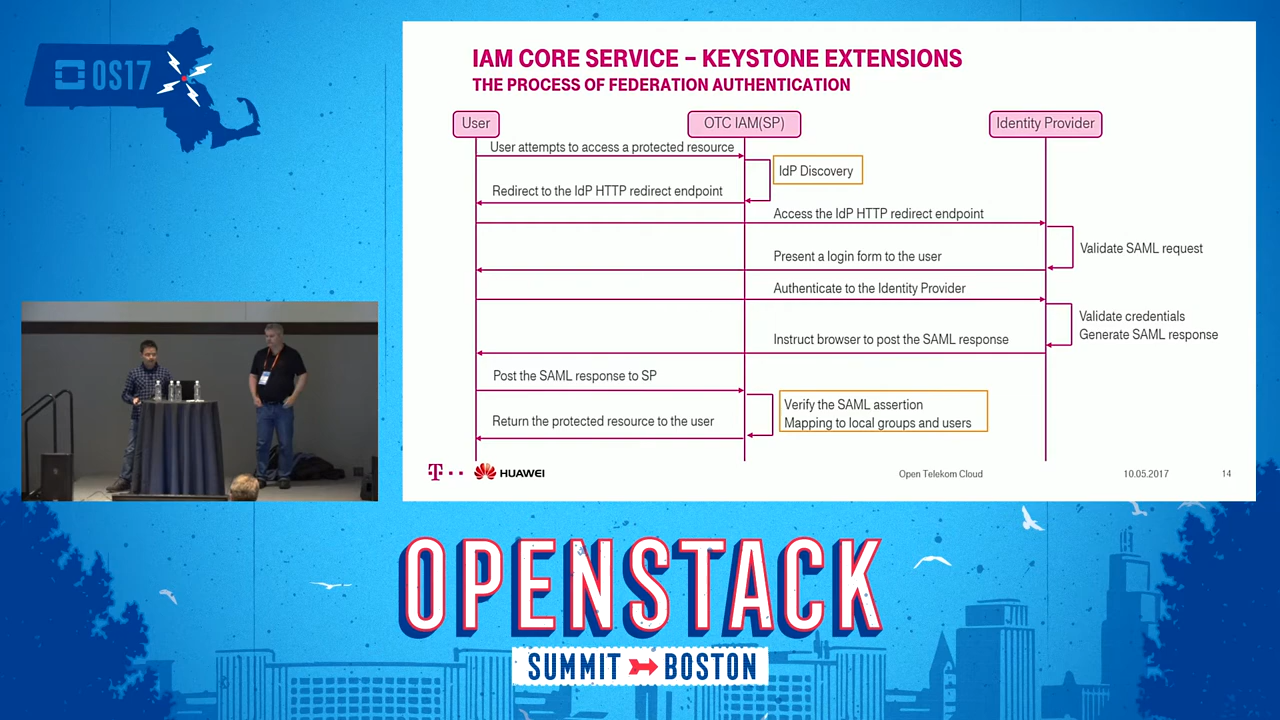 OS17
IAM CORE SERVICE – KEYSTONE EXTENSIONS
THE PROCESS OF FEDERATION AUTHENTICATION
User
OTC IAM(SP)
Identity Provider
User attempts to access a protected resource
IdP Discovery
Redirect to the IdP HTTP redirect endpoint
Access the IdP HTTP redirect endpoint
Validate SAML request
Present a login form to the user
Authenticate to the Identity Provider
Validate credentials
Generate SAML response
Instruct browser to post the SAML response
Post the SAML response to SP
Verify the SAML assertion
Mapping to local groups and users
Return the protected resource to the user
T
HUAWEI
Open Telekom Cloud
10.05.2017
14
OPENSTACK
SUMMIT BOSTON